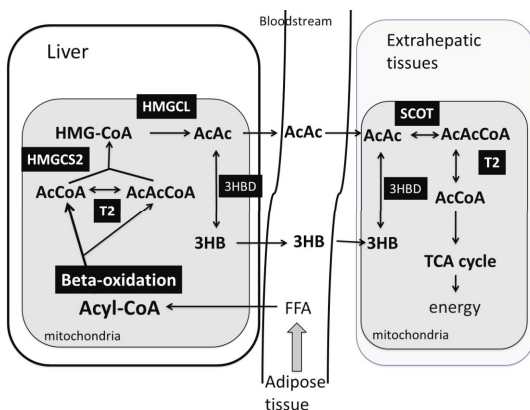 Bloodstream
Liver
Extrahepatic
tissues
HMGCL
HMG-CoA
AcAc
AcAc
AcAc
SCOT
AcAcCoA
HMGCS2
AcCoA
AcAcCoA
T2
3HBD
3HBD
T2
AcCoA
3HB
3HB
3HB
TCA cycle
Beta-oxidation
Acyl-CoA
FFA
energy
mitochondria
mitochondria
Adipose
tissue